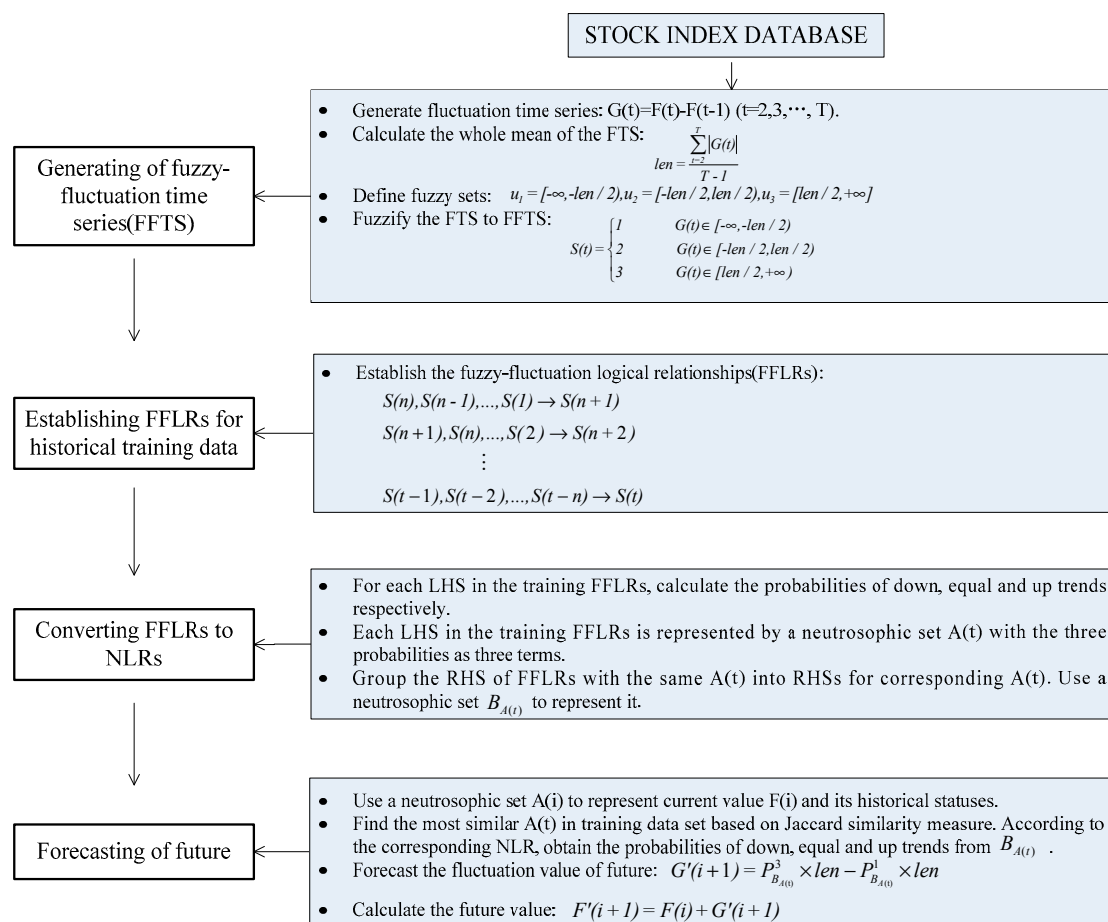 STOCK INDEX DATABASE
Generating of fuzzy-
fluctuation time
series(FFTS)
• Generate fluctuation time series: G(t)=F(t)-F(t-1) (t=2,3,⋯, T).
• Calculate the whole mean of the FTS: len = \frac{\sum_{t=2}^{T}|G(t)|}{T - 1}
• Define fuzzy sets: u_1 = [-∞,-len / 2),u_2 = [-len / 2,len / 2),u_3 = [len / 2,+∞]
• Fuzzify the FTS to FFTS:
S(t) = { 1 G(t)∈ [-∞,-len / 2)
2 G(t)∈ [-len / 2,len / 2)
3 G(t)∈ [len / 2,+∞)
Establishing FFLRs for
historical training data
• Establish the fuzzy-fluctuation logical relationships(FFLRs):
S(n),S(n - 1),...,S(1) → S(n + 1)
S(n + 1),S(n),...,S(2) → S(n + 2)
⋮
S(t − 1),S(t − 2),...,S(t − n) → S(t)
Converting FFLRs to
NLRs
• For each LHS in the training FFLRs, calculate the probabilities of down, equal and up trends
respectively.
• Each LHS in the training FFLRs is represented by a neutrosophic set A(t) with the three
probabilities as three terms.
• Group the RHS of FFLRs with the same A(t) into RHSs for corresponding A(t). Use a
neutrosophic set B_{A(t)} to represent it.
Forecasting of future
• Use a neutrosophic set A(i) to represent current value F(i) and its historical statuses.
• Find the most similar A(t) in training data set based on Jaccard similarity measure. According to
the corresponding NLR, obtain the probabilities of down, equal and up trends from B_{A(t)} .
• Forecast the fluctuation value of future: G'(i + 1) = P^3_{B_{A(t)}} × len − P^1_{B_{A(t)}} × len
• Calculate the future value: F'(i + 1) = F(i) + G'(i + 1)